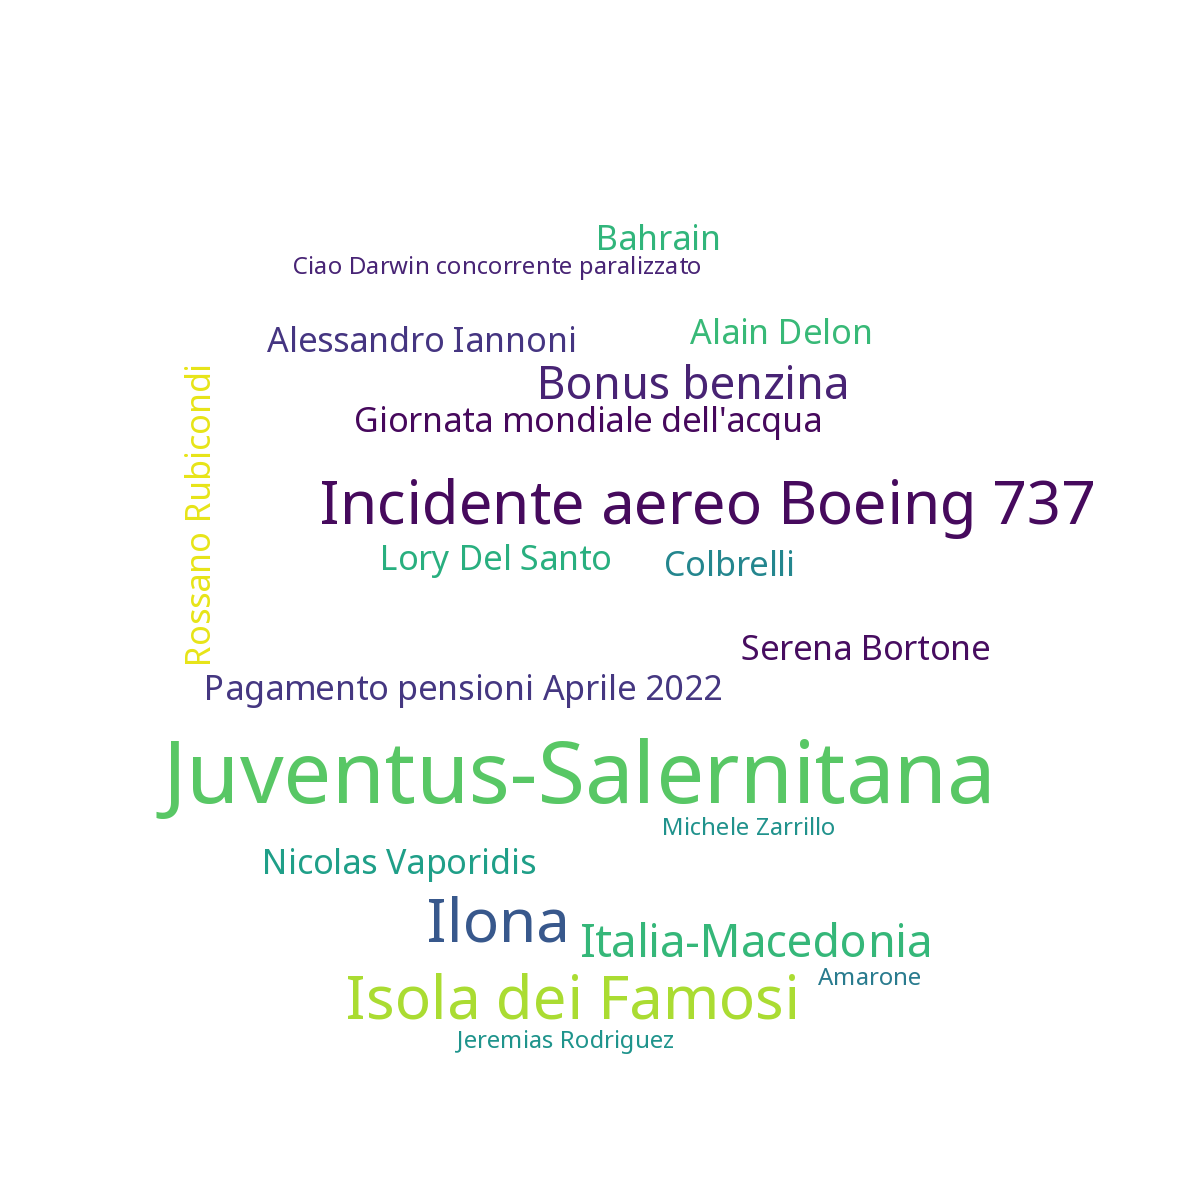 Bahrain
Ciao Darwin concorrente paralizzato
Alessandro Iannoni
Alain Delon
Bonus benzina
Rossano Rubicondi
Giornata mondiale dell'acqua
Incidente aereo Boeing 737
Lory Del Santo
Colbrelli
Serena Bortone
Pagamento pensioni Aprile 2022
Juventus-Salernitana
Michele Zarrillo
Nicolas Vaporidis
Ilona
Italia-Macedonia
Amarone
Isola dei Famosi
Jeremias Rodriguez